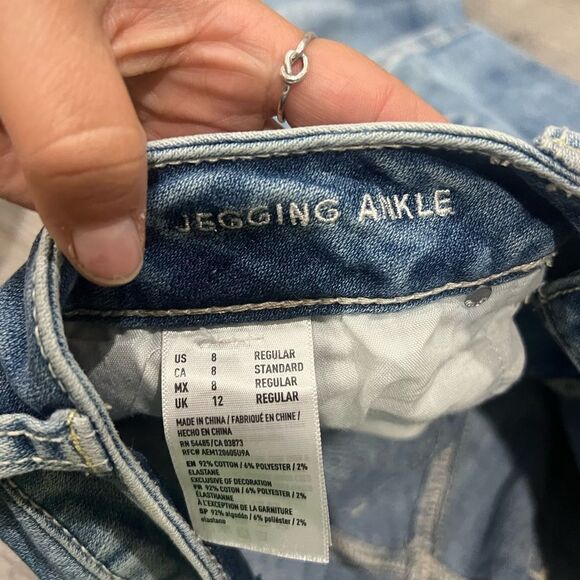 JEGGING ANKLE
US 8 REGULAR
CA 8 STANDARD
MX 8 REGULAR
UK 12 REGULAR
MADE IN CHINA / FABRIQUÉ EN CHINE /
HECHO EN CHINA
RN 54485/CA 03873
RFC# AEM120605U9A
EN 92% COTTON / 6% POLYESTER / 2%
ELASTANE
EXCLUSIVE OF DECORATION
FR 92% COTON / 6% POLYESTER / 2%
ÉLASTHANNE
À L'EXCEPTION DE LA GARNITURE
SP 92% algodón / 6% poliéster / 2%
elastano